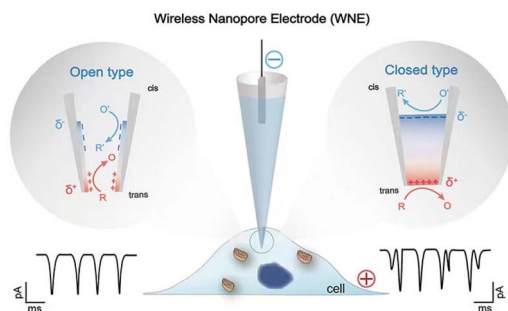 Wireless Nanopore Electrode (WNE)
Open type
cis
δ-
O'
R'
O
δ+
R
trans
Closed type
cis
R'
O'
δ-
trans
δ+
R
O
pA
ms
cell
pA
ms